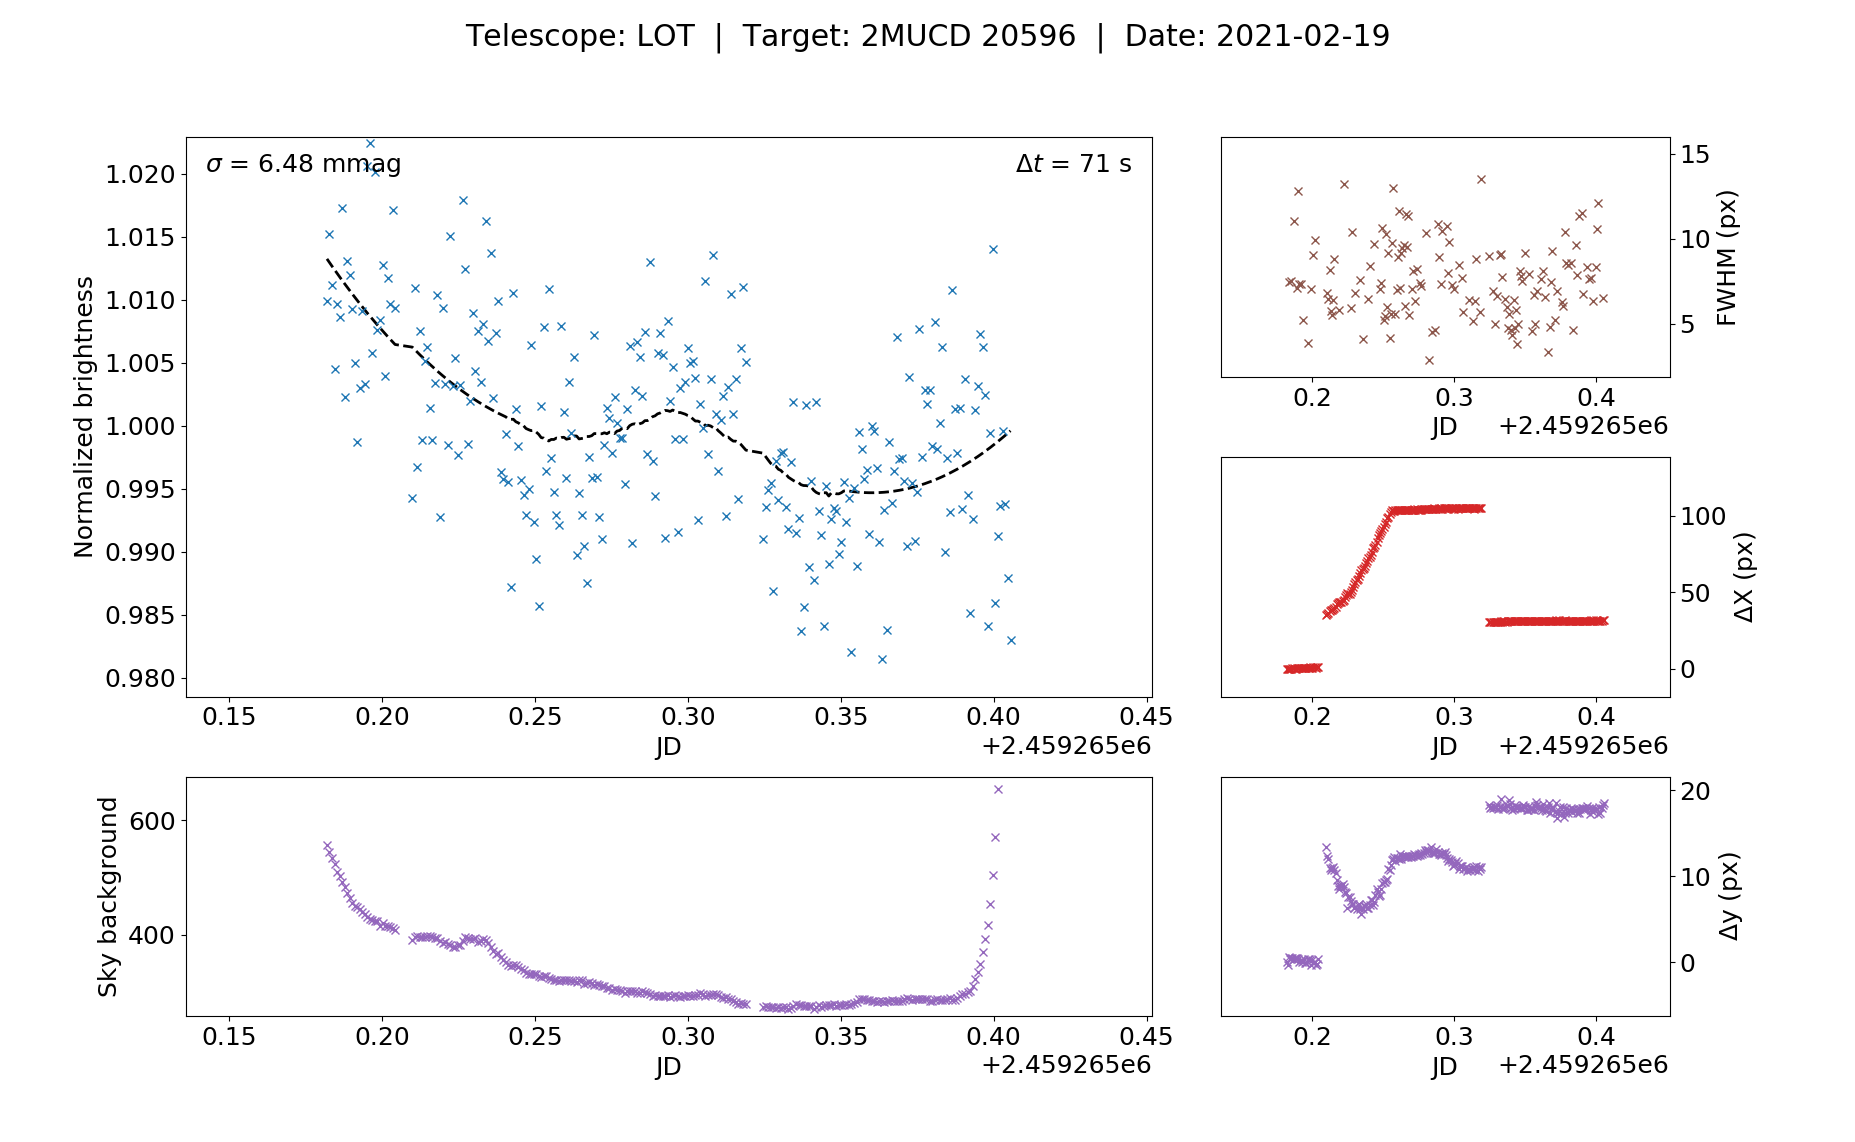 Telescope: LOT | Target: 2MUCD 20596 | Date: 2021-02-19
σ = 6.48 mmag
Δt = 71 s
Normalized brightness
1.020
1.015
1.010
1.005
1.000
0.995
0.990
0.985
0.980
0.15 0.20 0.25 0.30 0.35 0.40 0.45
JD
+2.459265e6
15
10
5
FWHM (px)
0.2 0.3 0.4
JD
+2.459265e6
100
50
0
ΔX (px)
0.2 0.3 0.4
JD
+2.459265e6
Sky background
600
400
0.15 0.20 0.25 0.30 0.35 0.40 0.45
JD
+2.459265e6
20
10
0
Δy (px)
0.2 0.3 0.4
JD
+2.459265e6